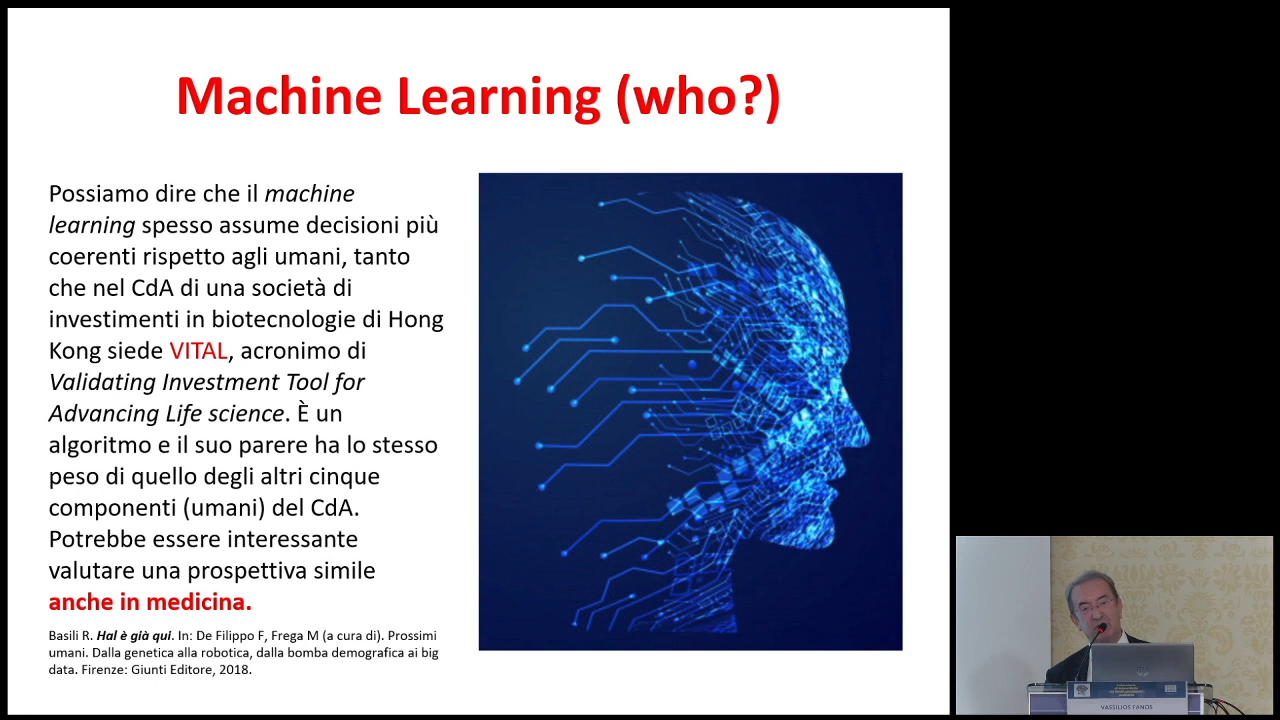 Machine Learning (who?)
Possiamo dire che il machine
learning spesso assume decisioni più
coerenti rispetto agli umani, tanto
che nel CdA di una società di
investimenti in biotecnologie di Hong
Kong siede VITAL, acronimo di
Validating Investment Tool for
Advancing Life science. È un
algoritmo e il suo parere ha lo stesso
peso di quello degli altri cinque
componenti (umani) del CdA.
Potrebbe essere interessante
valutare una prospettiva simile
anche in medicina.
Basili R. Hal è già qui. In: De Filippo F, Frega M (a cura di). Prossimi
umani. Dalla genetica alla robotica, dalla bomba demografica ai big
data. Firenze: Giunti Editore, 2018.
VASSILIOS FANOS